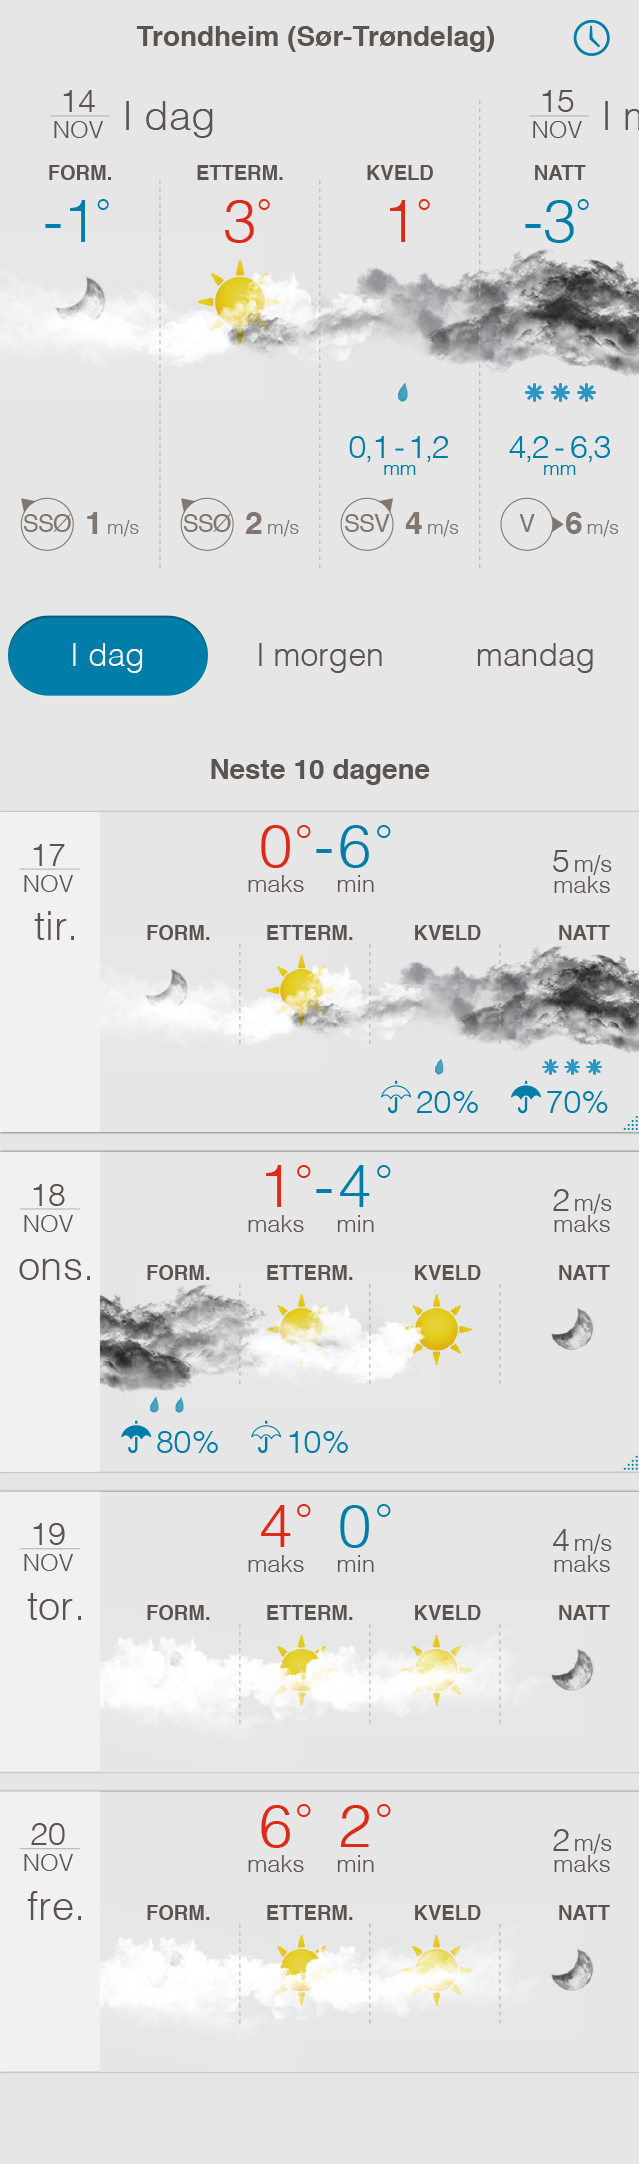 Trondheim (Sør-Trøndelag)
14 NOV I dag
15 NOV I m
FORM. ETTERM. KVELD NATT
-1° 3° 1° -3°
0,1 - 1,2 mm 4,2 - 6,3 mm
SSØ 1 m/s SSØ 2 m/s SSV 4 m/s V 6 m/s
I dag I morgen mandag
Neste 10 dagene
17 NOV tir.
0° -6°
maks min
5 m/s maks
FORM. ETTERM. KVELD NATT
20% 70%
18 NOV ons.
1° -4°
maks min
2 m/s maks
FORM. ETTERM. KVELD NATT
80% 10%
19 NOV tor.
4° 0°
maks min
4 m/s maks
FORM. ETTERM. KVELD NATT
20 NOV fre.
6° 2°
maks min
2 m/s maks
FORM. ETTERM. KVELD NATT